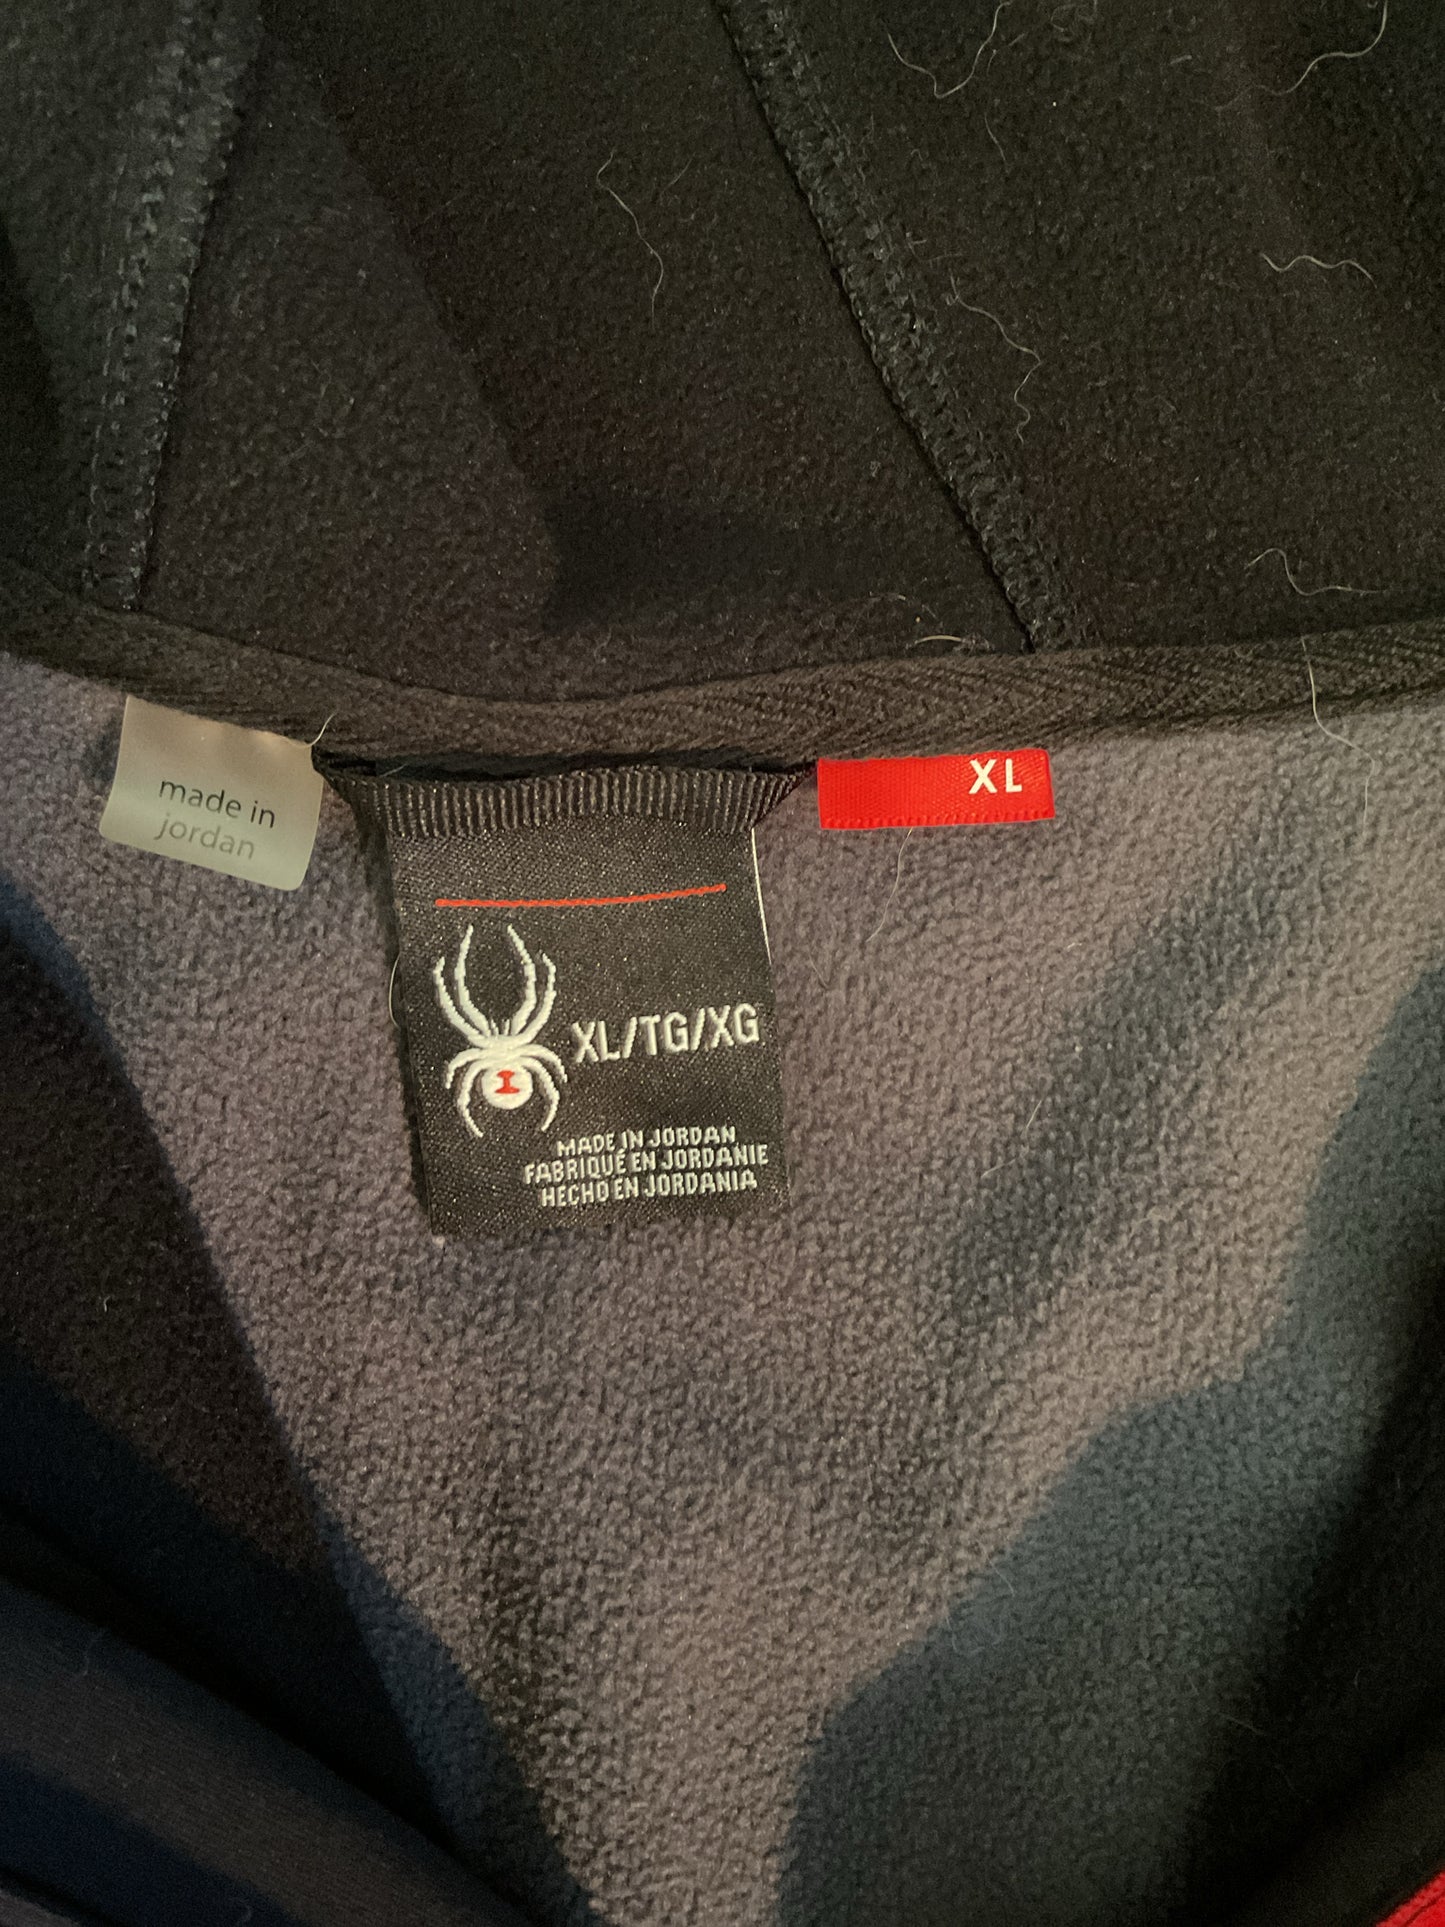 made in
jordan
XL
XL/TG/XG
MADE IN JORDAN
FABRIQUÉ EN JORDANIE
HECHO EN JORDANIA